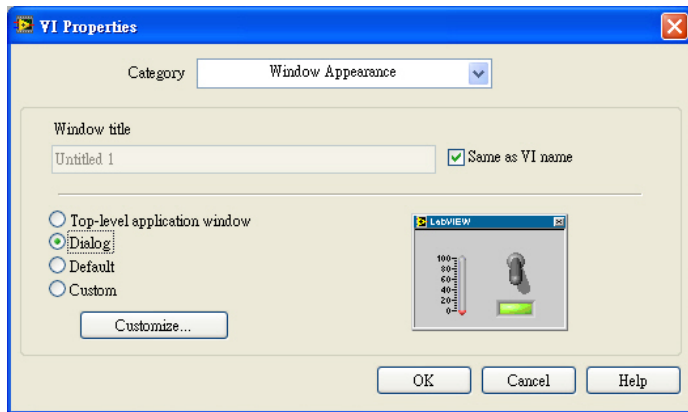 VI Properties
Category
Window Appearance
Window title
Untitled 1
Same as VI name
Top-level application window
Dialog
Default
Custom
Customize...
LabVIEW
100-
80-
60-
40-
20-
0-
OK
Cancel
Help